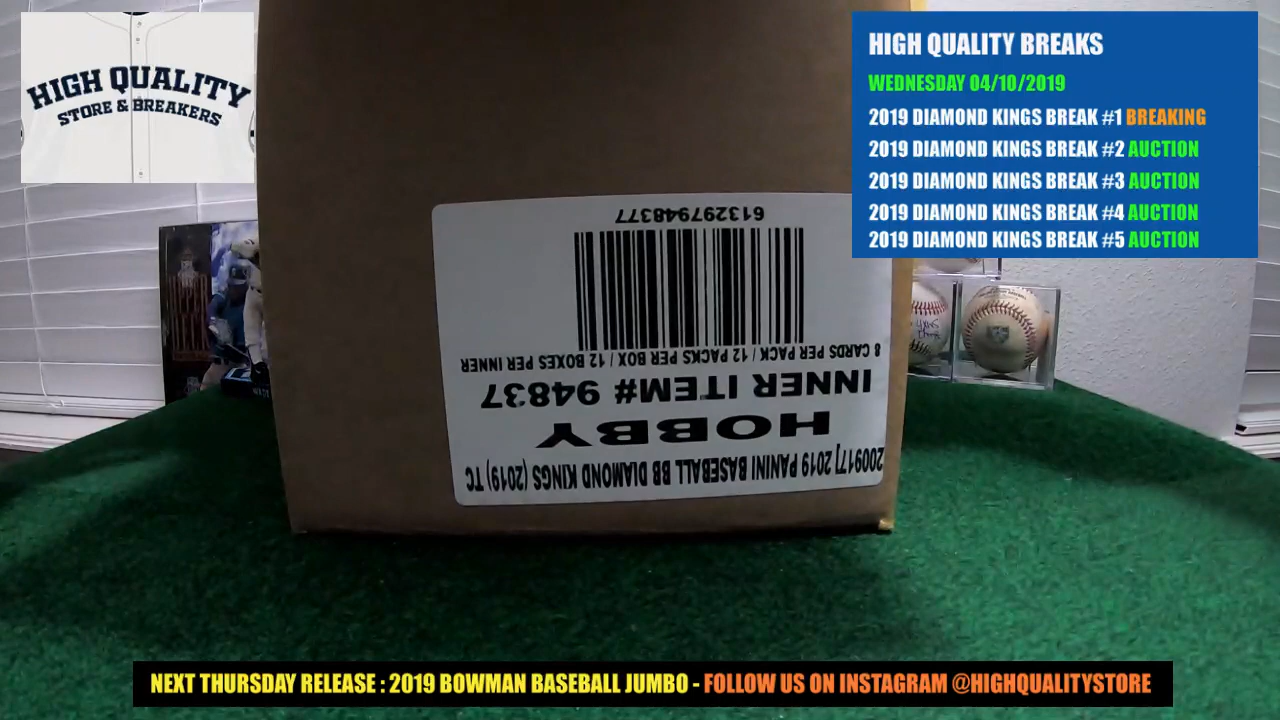 HIGH QUALITY
STORE & BREAKERS
HIGH QUALITY BREAKS
WEDNESDAY 04/10/2019
2019 DIAMOND KINGS BREAK #1 BREAKING
2019 DIAMOND KINGS BREAK #2 AUCTION
2019 DIAMOND KINGS BREAK #3 AUCTION
2019 DIAMOND KINGS BREAK #4 AUCTION
2019 DIAMOND KINGS BREAK #5 AUCTION
200917] 2019 PANINI BASEBALL BB DIAMOND KINGS (2019) TC
HOBBY
INNER ITEM# 94837
8 CARDS PER PACK / 12 PACKS PER BOX / 12 BOXES PER INNER
613297948377
NEXT THURSDAY RELEASE : 2019 BOWMAN BASEBALL JUMBO - FOLLOW US ON INSTAGRAM @HIGHQUALITYSTORE